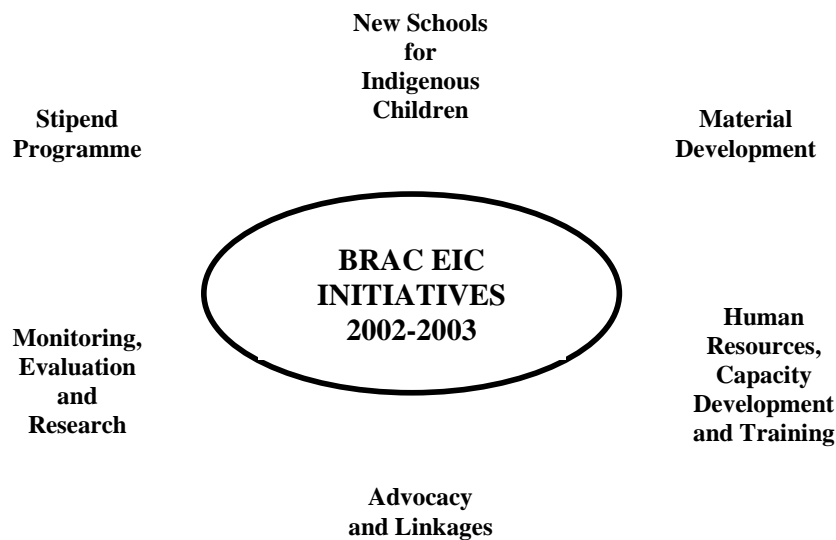 New Schools
for
Indigenous
Children
Stipend
Programme
Material
Development
BRAC EIC
INITIATIVES
2002-2003
Monitoring,
Evaluation
and
Research
Human
Resources,
Capacity
Development
and Training
Advocacy
and Linkages